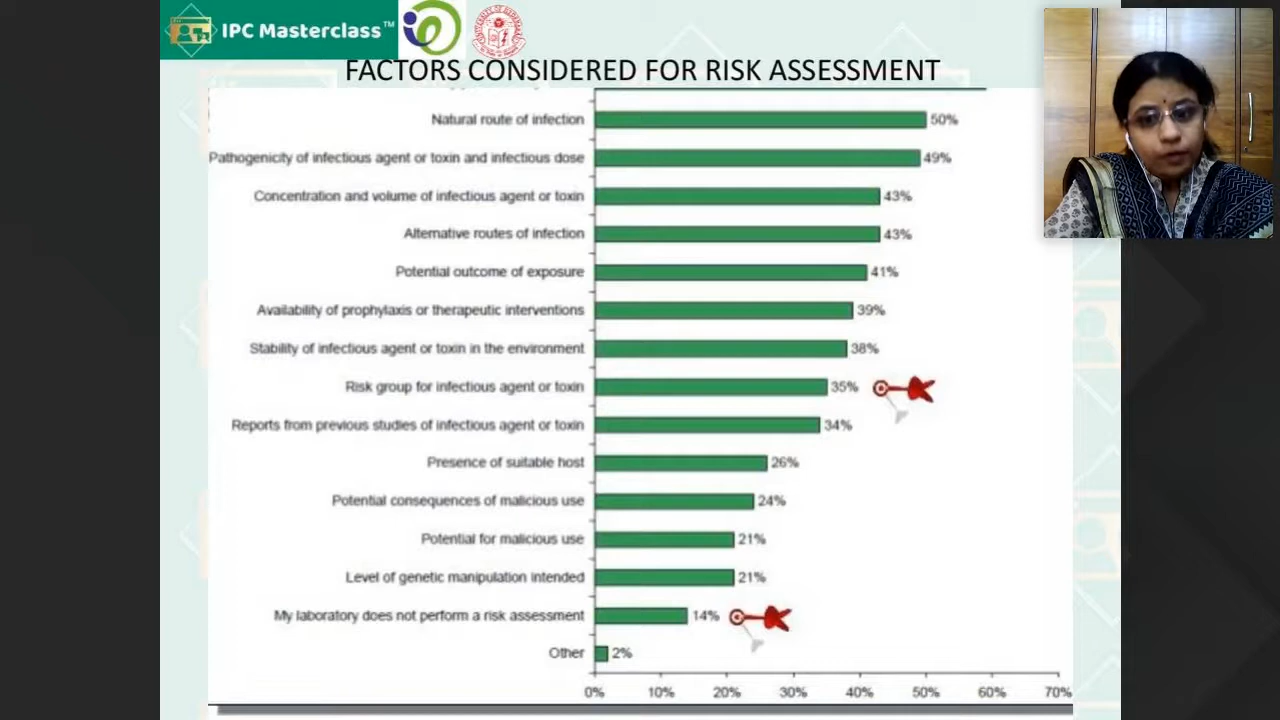 IPC Masterclass™
FACTORS CONSIDERED FOR RISK ASSESSMENT
Natural route of infection 50%
Pathogenicity of infectious agent or toxin and infectious dose 49%
Concentration and volume of infectious agent or toxin 43%
Alternative routes of infection 43%
Potential outcome of exposure 41%
Availability of prophylaxis or therapeutic interventions 39%
Stability of infectious agent or toxin in the environment 38%
Risk group for infectious agent or toxin 35%
Reports from previous studies of infectious agent or toxin 34%
Presence of suitable host 26%
Potential consequences of malicious use 24%
Potential for malicious use 21%
Level of genetic manipulation intended 21%
My laboratory does not perform a risk assessment 14%
Other 2%
0% 10% 20% 30% 40% 50% 60% 70%